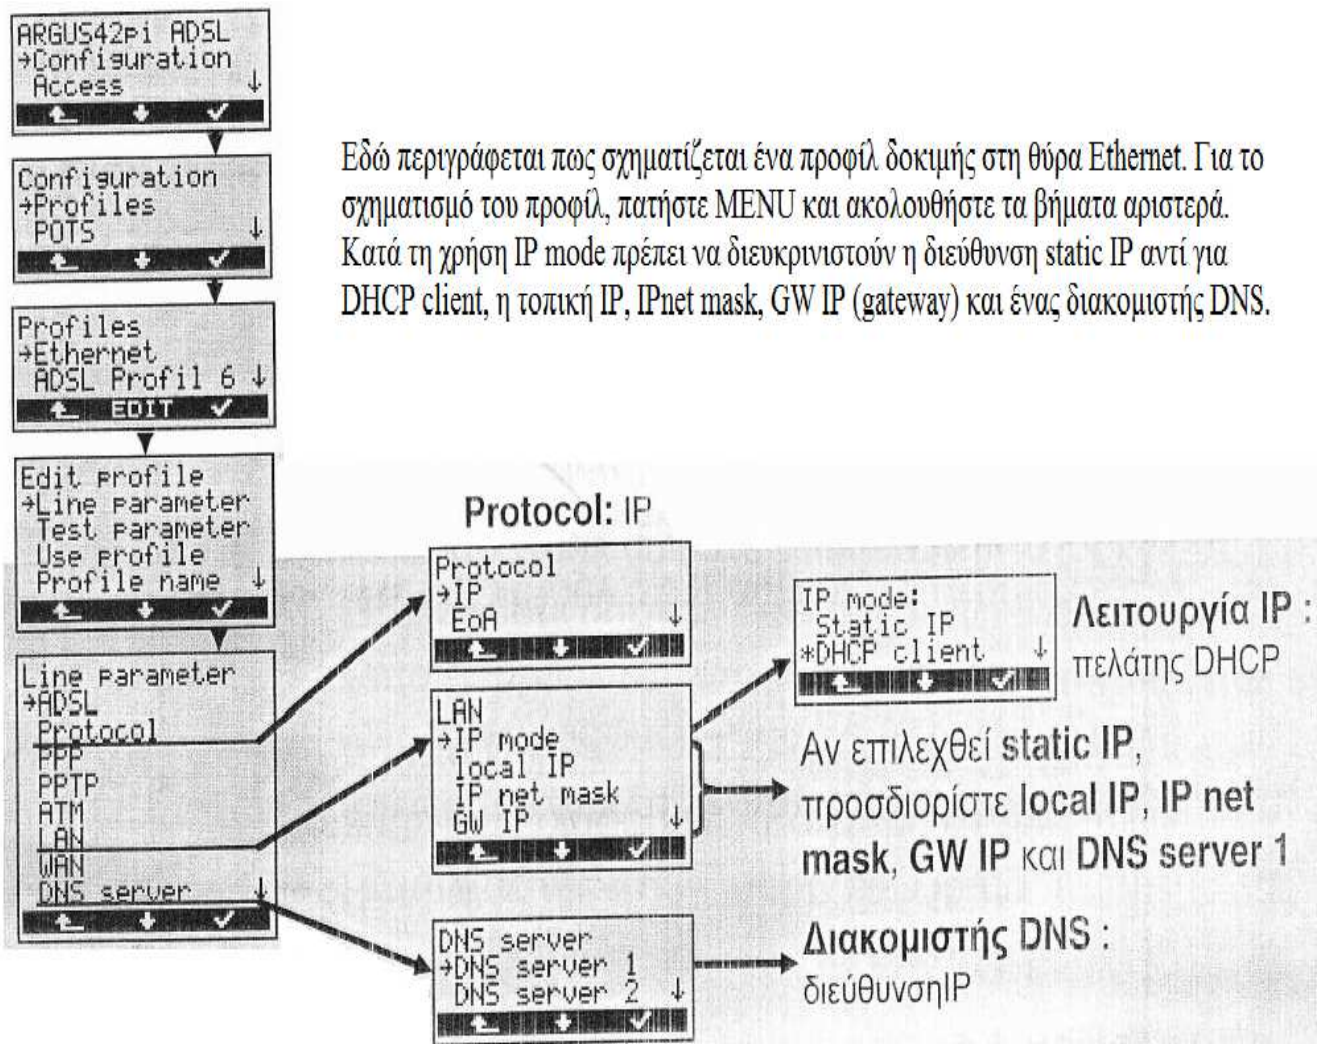 ARGUS42pi ADSL
→Configuration
Access ↓
Configuration
→Profiles
POTS ↓
Profiles
→Ethernet
ADSL Profil 6 ↓
EDIT
Edit profile
→Line parameter
Test parameter
Use profile
Profile name ↓
Line parameter
→ADSL
Protocol
PPP
PPTP
ATM
LAN
WAN
DNS server ↓
Εδώ περιγράφεται πως σχηματίζεται ένα προφίλ δοκιμής στη θύρα Ethernet. Για το
σχηματισμό του προφίλ, πατήστε MENU και ακολουθήστε τα βήματα αριστερά.
Κατά τη χρήση IP mode πρέπει να διευκρινιστούν η διεύθυνση static IP αντί για
DHCP client, η τοπική IP, IPnet mask, GW IP (gateway) και ένας διακομιστής DNS.
Protocol: IP
Protocol
→IP
EoA ↓
LAN
→IP mode
local IP
IP net mask
GW IP ↓
DNS server
→DNS server 1
DNS server 2 ↓
IP mode:
Static IP
*DHCP client ↓
Λειτουργία IP :
πελάτης DHCP
Αν επιλεχθεί static IP,
προσδιορίστε local IP, IP net
mask, GW IP και DNS server 1
Διακομιστής DNS :
διεύθυνσηIP